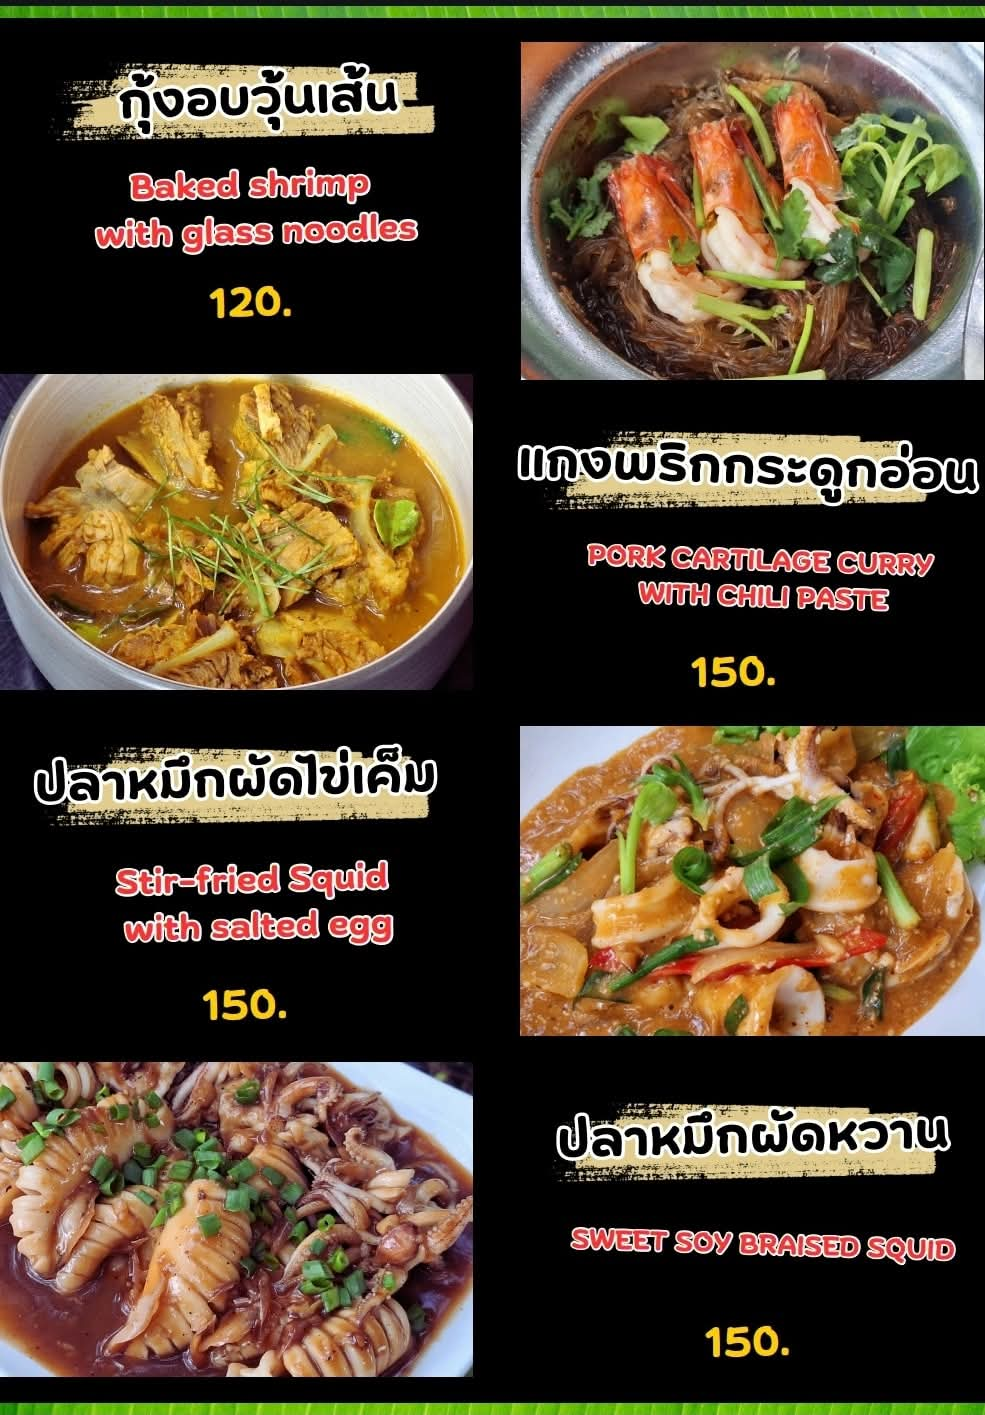 กุ้งอบวุ้นเส้น
Baked shrimp
with glass noodles
120.
แกงพริกกระดูกอ่อน
PORK CARTILAGE CURRY
WITH CHILI PASTE
150.
ปลาหมึกผัดไข่เค็ม
Stir-fried Squid
with salted egg
150.
ปลาหมึกผัดหวาน
SWEET SOY BRAISED SQUID
150.